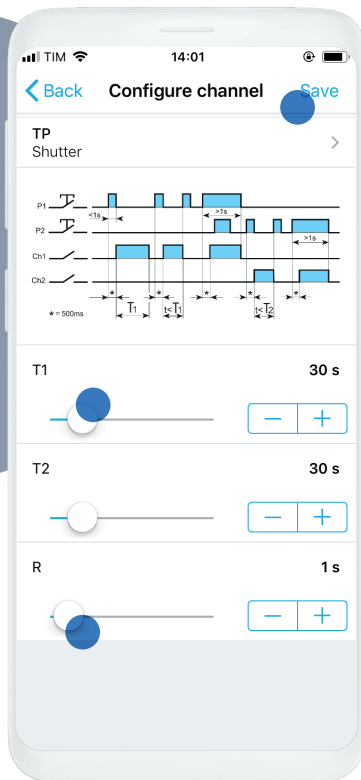 TIM 14:01
Back Configure channel Save
TP
Shutter
P1 <1s >1s
P2 >1s
Ch1
Ch2
* * * * *
* = 500ms T1 t<T1 t<T2
T1 30 s
− +
T2 30 s
− +
R 1 s
− +